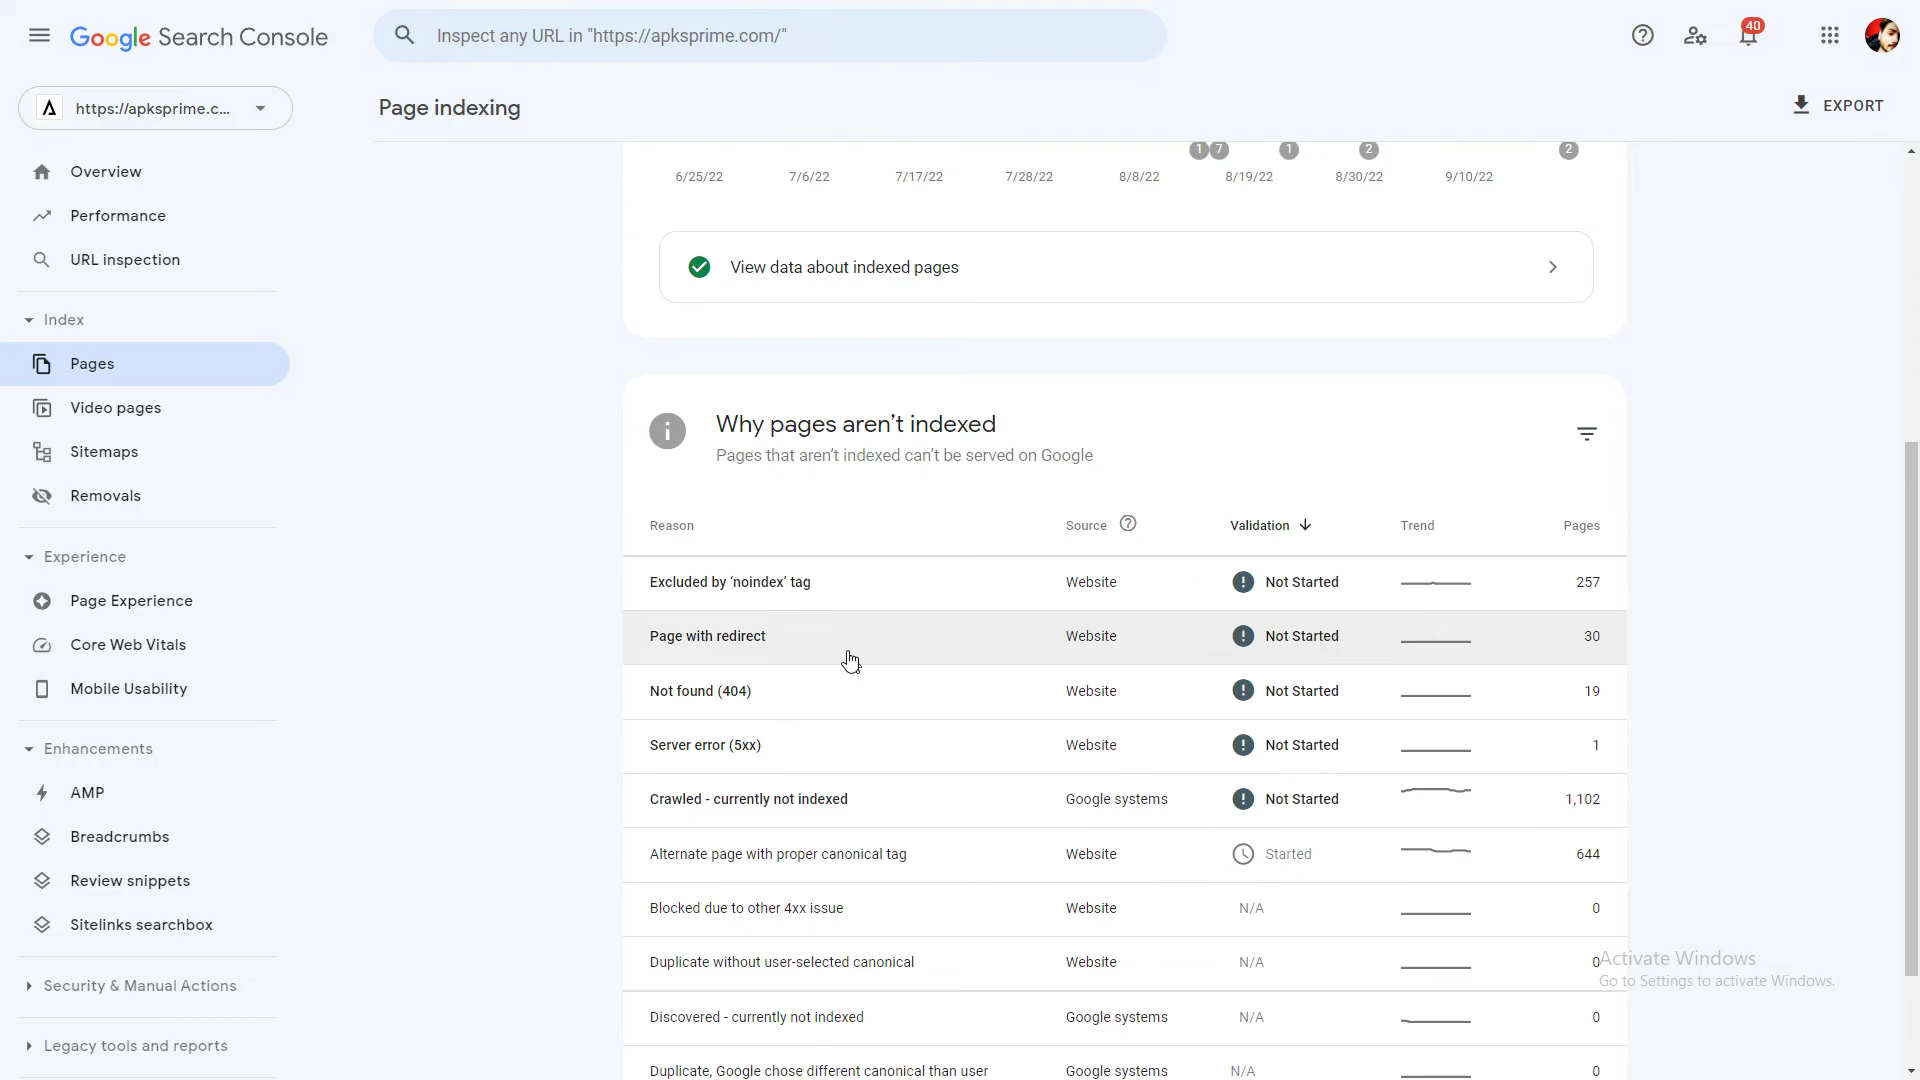 Google Search Console
Inspect any URL in "https://apksprime.com/"
40
https://apksprime.c...
Page indexing
EXPORT
Overview
Performance
URL inspection
Index
Pages
Video pages
Sitemaps
Removals
Experience
Page Experience
Core Web Vitals
Mobile Usability
Enhancements
AMP
Breadcrumbs
Review snippets
Sitelinks searchbox
Security & Manual Actions
Legacy tools and reports
1 7 1 2 2
6/25/22 7/6/22 7/17/22 7/28/22 8/8/22 8/19/22 8/30/22 9/10/22
View data about indexed pages
Why pages aren’t indexed
Pages that aren’t indexed can’t be served on Google
Reason Source Validation Trend Pages
Excluded by ‘noindex’ tag Website Not Started 257
Page with redirect Website Not Started 30
Not found (404) Website Not Started 19
Server error (5xx) Website Not Started 1
Crawled - currently not indexed Google systems Not Started 1,102
Alternate page with proper canonical tag Website Started 644
Blocked due to other 4xx issue Website N/A 0
Duplicate without user-selected canonical Website N/A 0
Discovered - currently not indexed Google systems N/A 0
Duplicate, Google chose different canonical than user Google systems N/A 0
Activate Windows
Go to Settings to activate Windows.